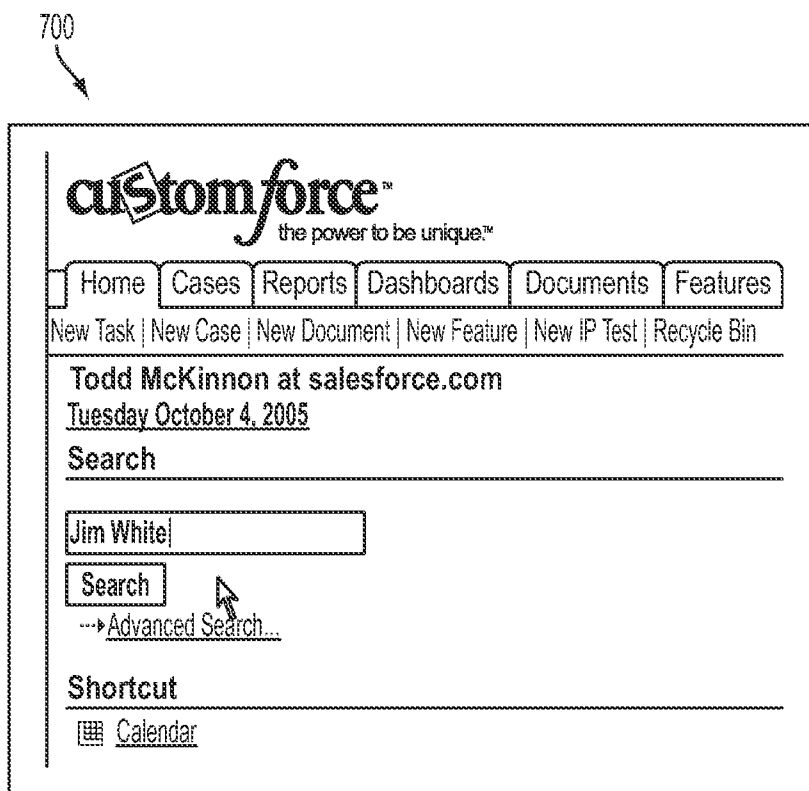 700
customforce™
the power to be unique.™
Home Cases Reports Dashboards Documents Features
New Task | New Case | New Document | New Feature | New IP Test | Recycle Bin
Todd McKinnon at salesforce.com
Tuesday October 4, 2005
Search
Jim White
Search
Advanced Search...
Shortcut
Calendar